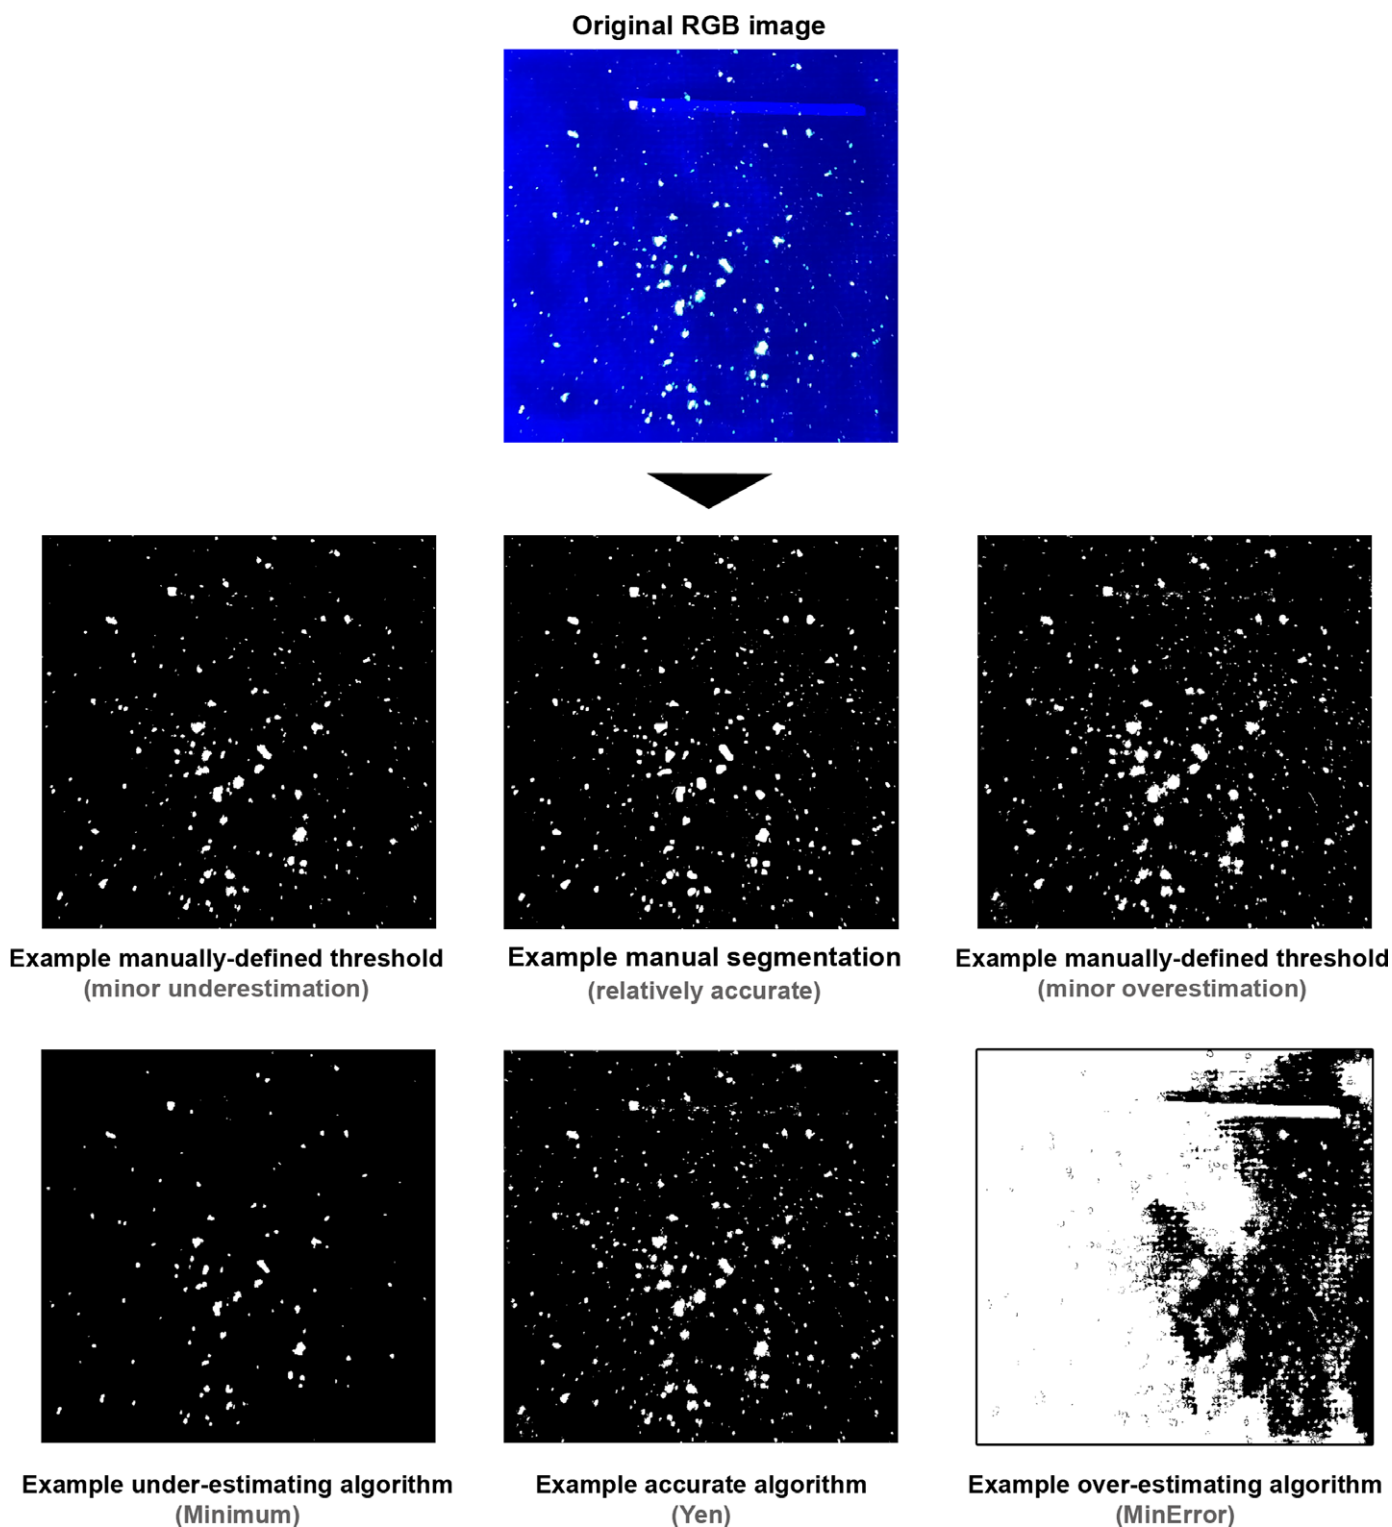 Original RGB image
Example manually-defined threshold
(minor underestimation)
Example manual segmentation
(relatively accurate)
Example manually-defined threshold
(minor overestimation)
Example under-estimating algorithm
(Minimum)
Example accurate algorithm
(Yen)
Example over-estimating algorithm
(MinError)